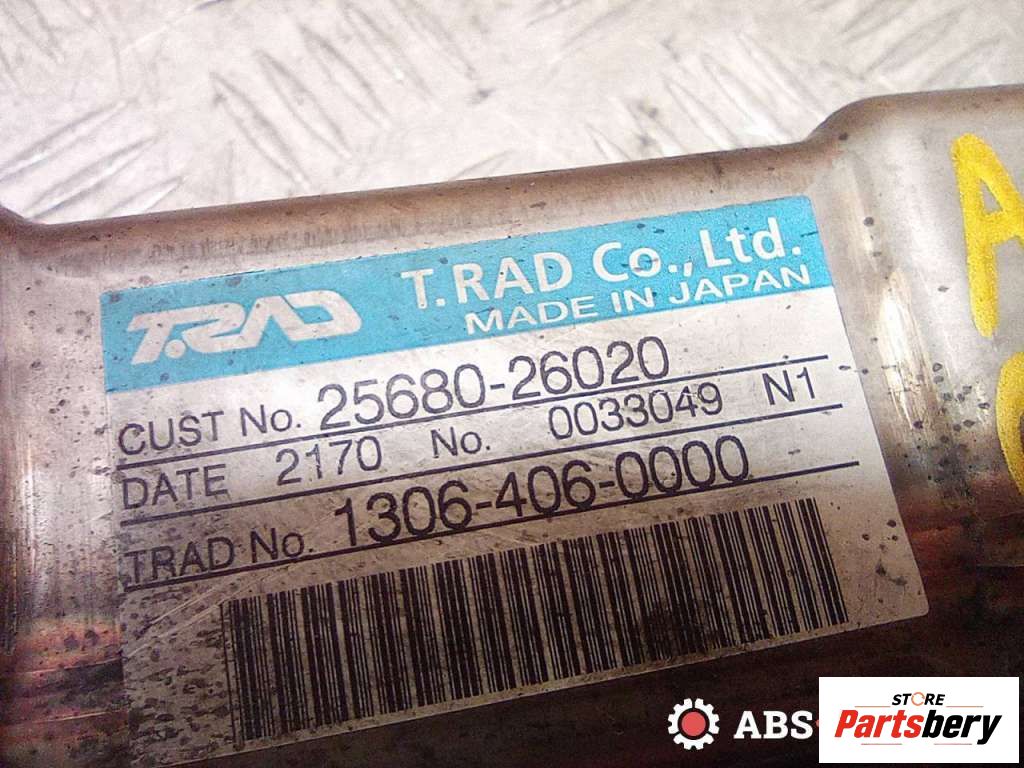 T.RAD
T.RAD Co.,Ltd.
MADE IN JAPAN
CUST No. 25680-26020
DATE 2170 No. 0033049 N1
TRAD No. 1306-406-0000
A
ABS
STORE
Partsbery